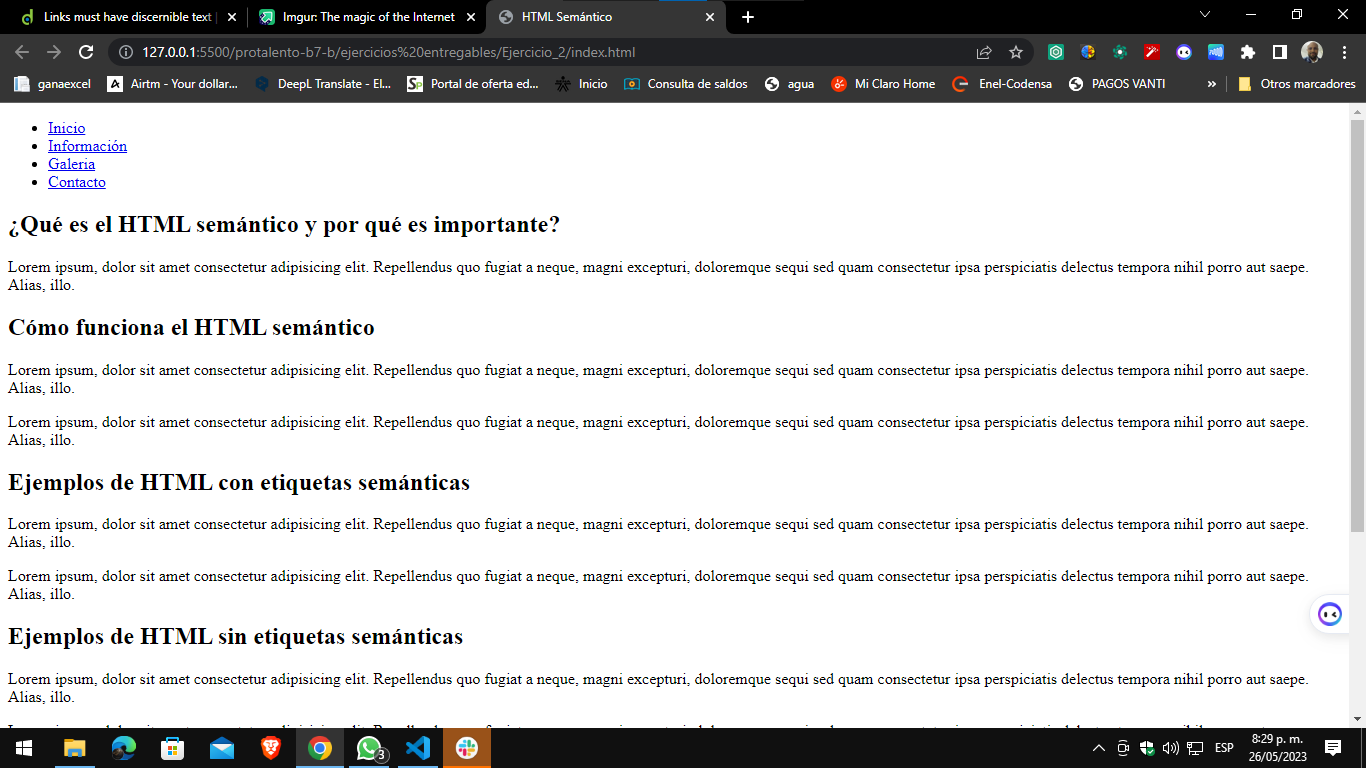 Links must have discernible text |
Imgur: The magic of the Internet
HTML Semántico
127.0.0.1:5500/protalento-b7-b/ejercicios%20entregables/Ejercicio_2/index.html
ganaexcel
Airtm - Your dollar...
DeepL Translate - El...
Portal de oferta ed...
Inicio
Consulta de saldos
agua
Mi Claro Home
Enel-Codensa
PAGOS VANTI
»
Otros marcadores
Inicio
Información
Galeria
Contacto
¿Qué es el HTML semántico y por qué es importante?
Lorem ipsum, dolor sit amet consectetur adipisicing elit. Repellendus quo fugiat a neque, magni excepturi, doloremque sequi sed quam consectetur ipsa perspiciatis delectus tempora nihil porro aut saepe.
Alias, illo.
Cómo funciona el HTML semántico
Lorem ipsum, dolor sit amet consectetur adipisicing elit. Repellendus quo fugiat a neque, magni excepturi, doloremque sequi sed quam consectetur ipsa perspiciatis delectus tempora nihil porro aut saepe.
Alias, illo.
Lorem ipsum, dolor sit amet consectetur adipisicing elit. Repellendus quo fugiat a neque, magni excepturi, doloremque sequi sed quam consectetur ipsa perspiciatis delectus tempora nihil porro aut saepe.
Alias, illo.
Ejemplos de HTML con etiquetas semánticas
Lorem ipsum, dolor sit amet consectetur adipisicing elit. Repellendus quo fugiat a neque, magni excepturi, doloremque sequi sed quam consectetur ipsa perspiciatis delectus tempora nihil porro aut saepe.
Alias, illo.
Lorem ipsum, dolor sit amet consectetur adipisicing elit. Repellendus quo fugiat a neque, magni excepturi, doloremque sequi sed quam consectetur ipsa perspiciatis delectus tempora nihil porro aut saepe.
Alias, illo.
Ejemplos de HTML sin etiquetas semánticas
Lorem ipsum, dolor sit amet consectetur adipisicing elit. Repellendus quo fugiat a neque, magni excepturi, doloremque sequi sed quam consectetur ipsa perspiciatis delectus tempora nihil porro aut saepe.
Alias, illo.
3
ESP
8:29 p. m.
26/05/2023